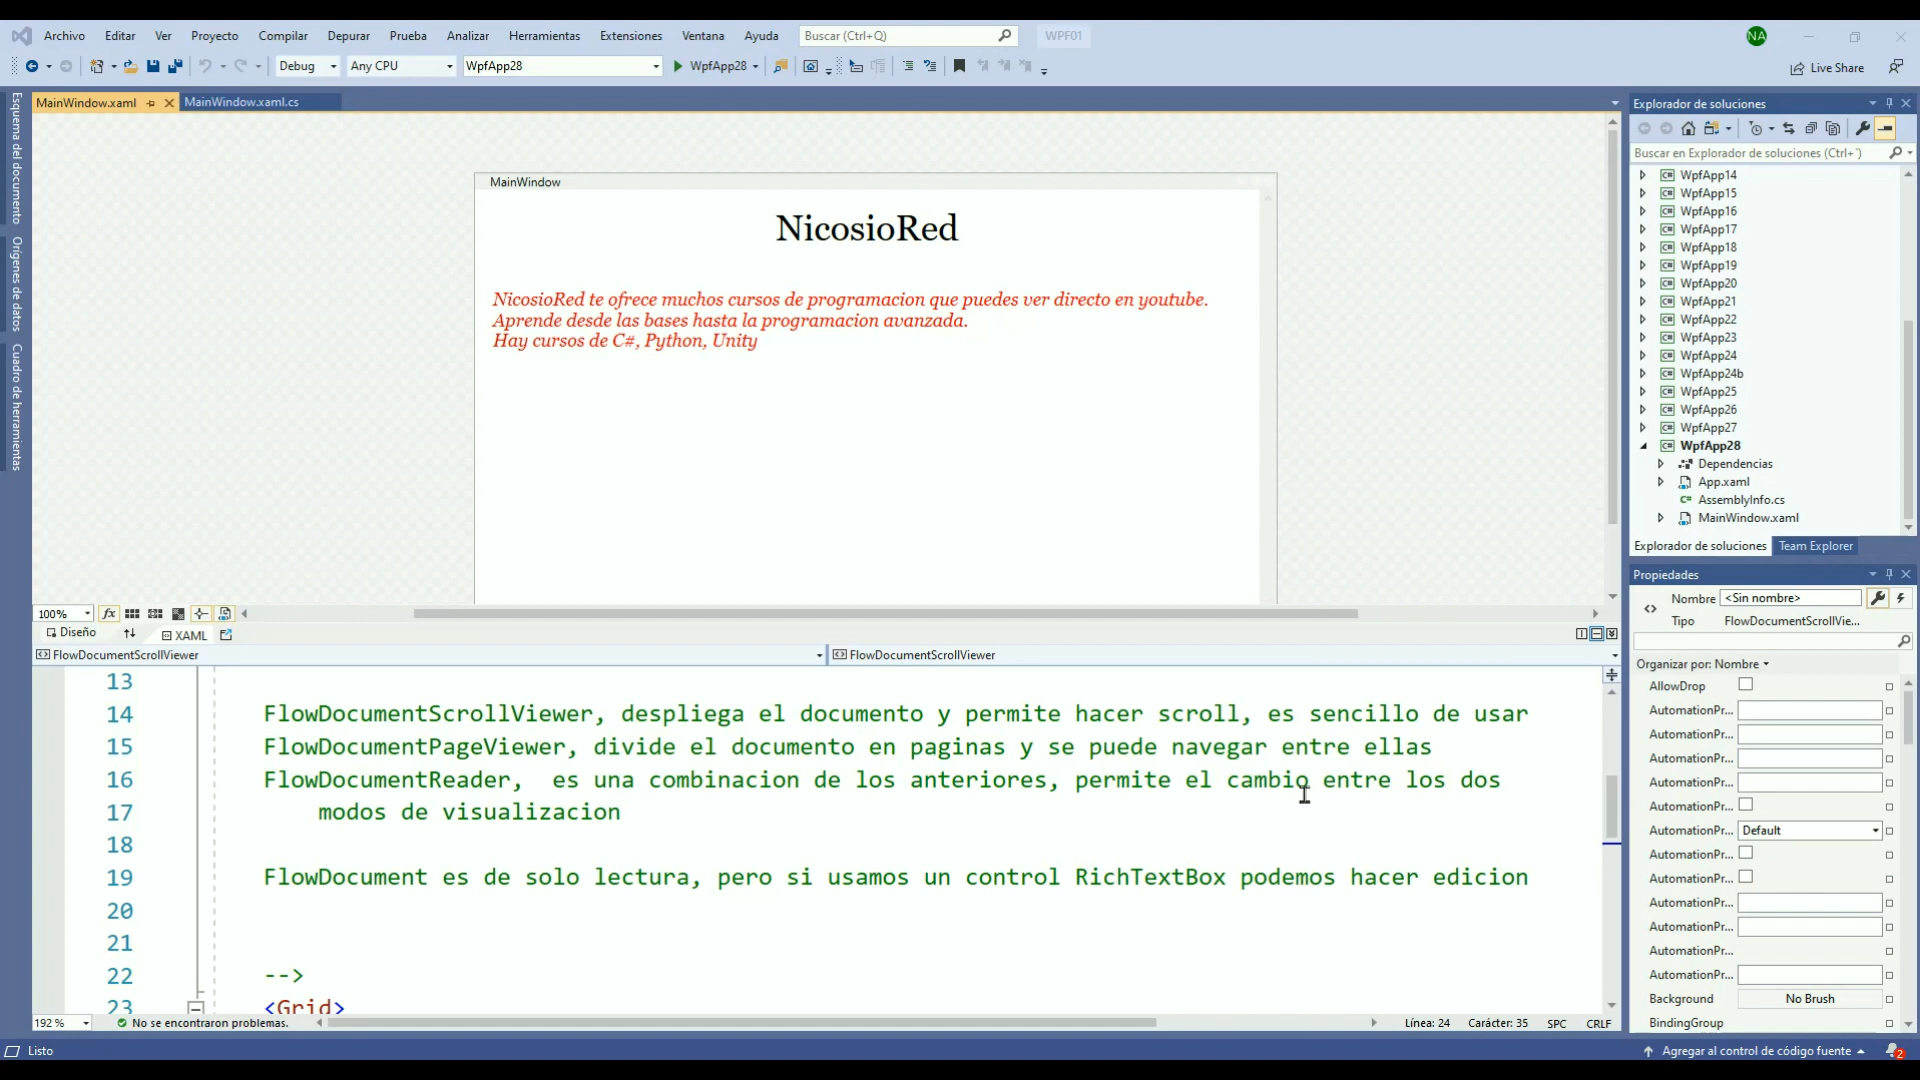 Archivo Editar Ver Proyecto Compilar Depurar Prueba Analizar Herramientas Extensiones Ventana Ayuda Buscar (Ctrl+Q) WPF01 NA
Debug Any CPU WpfApp28 WpfApp28 Live Share
MainWindow.xaml MainWindow.xaml.cs
Esquema del documento
Orígenes de datos
Cuadro de herramientas
MainWindow
NicosioRed
NicosioRed te ofrece muchos cursos de programacion que puedes ver directo en youtube.
Aprende desde las bases hasta la programacion avanzada.
Hay cursos de C#, Python, Unity
100%
Diseño XAML
FlowDocumentScrollViewer FlowDocumentScrollViewer
13
14 FlowDocumentScrollViewer, despliega el documento y permite hacer scroll, es sencillo de usar
15 FlowDocumentPageViewer, divide el documento en paginas y se puede navegar entre ellas
16 FlowDocumentReader, es una combinacion de los anteriores, permite el cambio entre los dos
17 modos de visualizacion
18
19 FlowDocument es de solo lectura, pero si usamos un control RichTextBox podemos hacer edicion
20
21
22 -->
23 <Grid>
192 % No se encontraron problemas. Línea: 24 Carácter: 35 SPC CRLF
Listo Agregar al control de código fuente 2
Explorador de soluciones
Buscar en Explorador de soluciones (Ctrl+`)
WpfApp14
WpfApp15
WpfApp16
WpfApp17
WpfApp18
WpfApp19
WpfApp20
WpfApp21
WpfApp22
WpfApp23
WpfApp24
WpfApp24b
WpfApp25
WpfApp26
WpfApp27
WpfApp28
Dependencias
App.xaml
AssemblyInfo.cs
MainWindow.xaml
Explorador de soluciones Team Explorer
Propiedades
Nombre <Sin nombre>
Tipo FlowDocumentScrollVie...
Organizar por: Nombre
AllowDrop
AutomationPr...
AutomationPr...
AutomationPr...
AutomationPr...
AutomationPr...
AutomationPr... Default
AutomationPr...
AutomationPr...
AutomationPr...
AutomationPr...
AutomationPr...
AutomationPr...
Background No Brush
BindingGroup